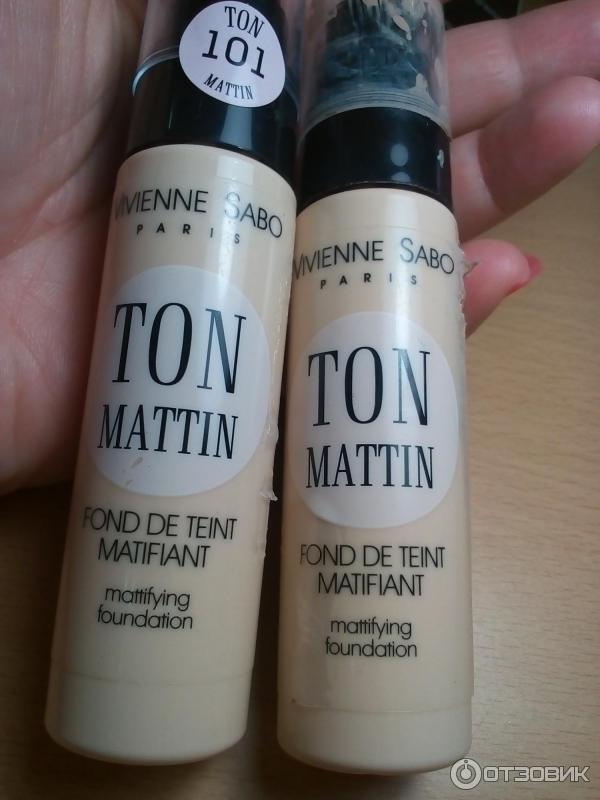 TON
101
MATTIN
VIVIENNE SABO
PARIS
TON
MATTIN
FOND DE TEINT
MATIFIANT
mattifying
foundation
VIVIENNE SABO
PARIS
TON
MATTIN
FOND DE TEINT
MATIFIANT
mattifying
foundation
ОТЗОВИК